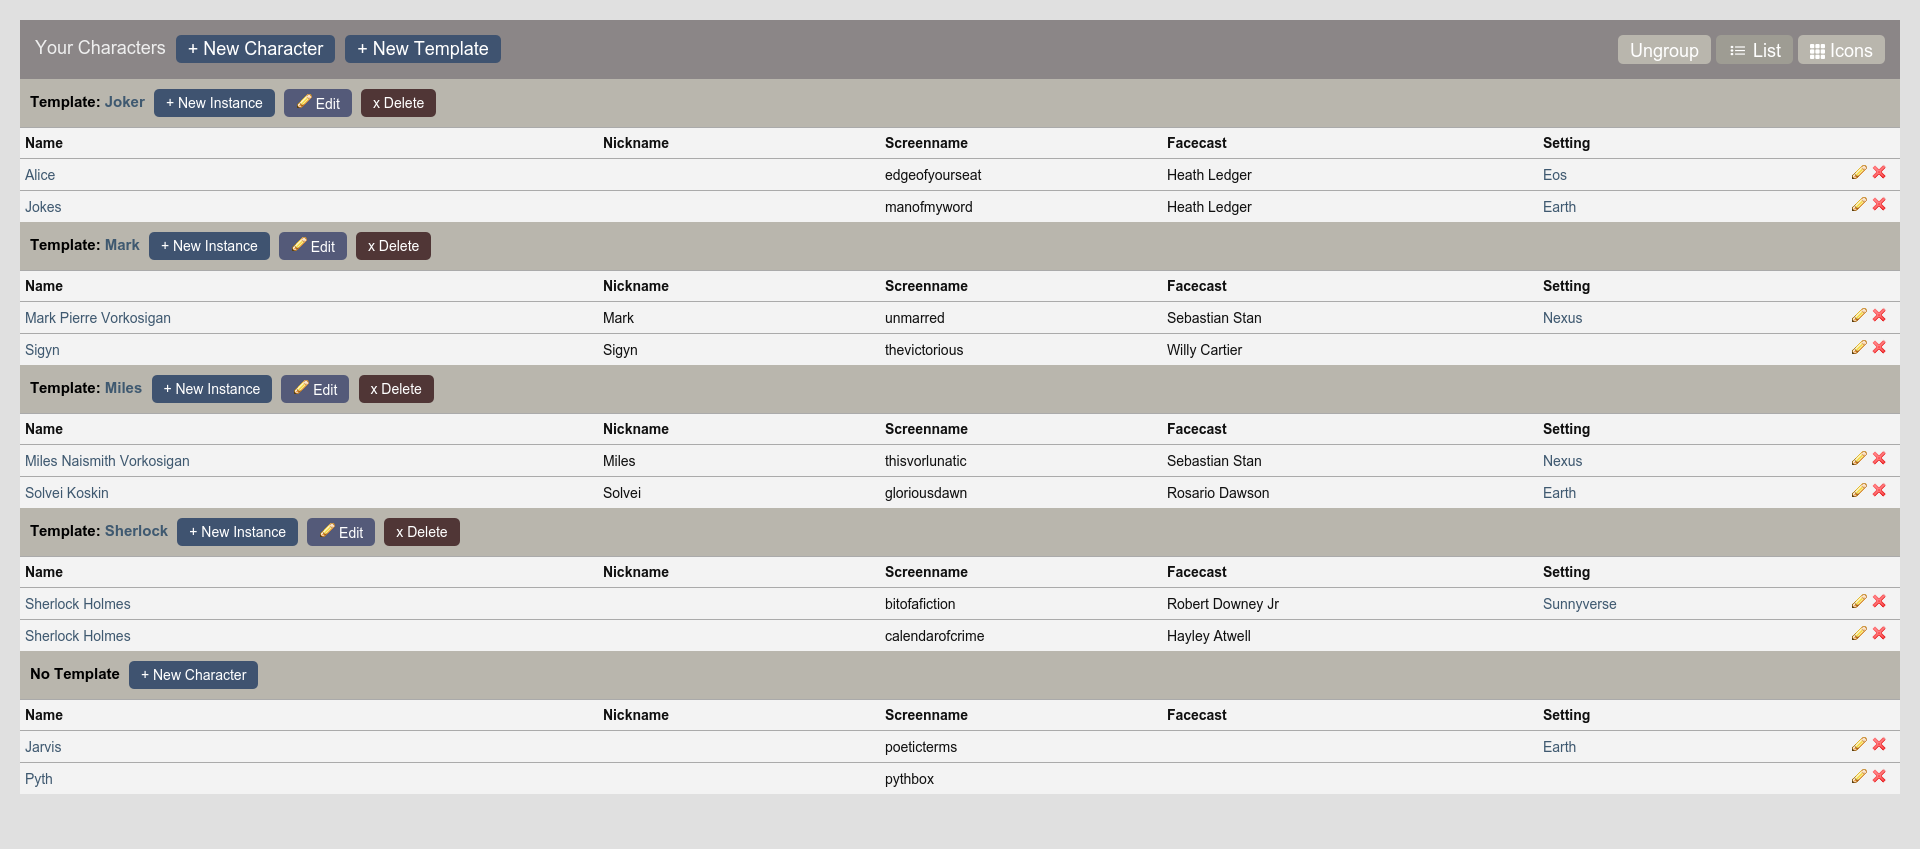 Your Characters + New Character + New Template Ungroup List Icons
Template: Joker + New Instance Edit x Delete
Name Nickname Screenname Facecast Setting
Alice edgeofyourseat Heath Ledger Eos
Jokes manofmyword Heath Ledger Earth
Template: Mark + New Instance Edit x Delete
Name Nickname Screenname Facecast Setting
Mark Pierre Vorkosigan Mark unmarred Sebastian Stan Nexus
Sigyn Sigyn thevictorious Willy Cartier
Template: Miles + New Instance Edit x Delete
Name Nickname Screenname Facecast Setting
Miles Naismith Vorkosigan Miles thisvorlunatic Sebastian Stan Nexus
Solvei Koskin Solvei gloriousdawn Rosario Dawson Earth
Template: Sherlock + New Instance Edit x Delete
Name Nickname Screenname Facecast Setting
Sherlock Holmes bitofafiction Robert Downey Jr Sunnyverse
Sherlock Holmes calendarofcrime Hayley Atwell
No Template + New Character
Name Nickname Screenname Facecast Setting
Jarvis poeticterms Earth
Pyth pythbox